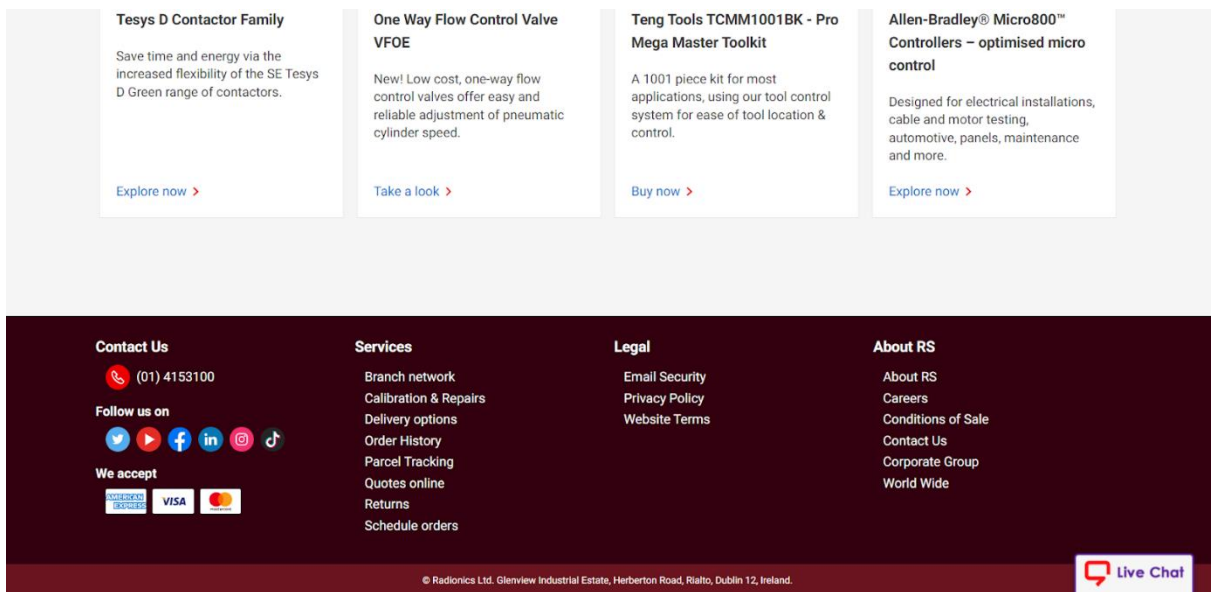 Tesys D Contactor Family
Save time and energy via the
increased flexibility of the SE Tesys
D Green range of contactors.
Explore now
One Way Flow Control Valve
VFOE
New! Low cost, one-way flow
control valves offer easy and
reliable adjustment of pneumatic
cylinder speed.
Take a look
Teng Tools TCMM1001BK - Pro
Mega Master Toolkit
A 1001 piece kit for most
applications, using our tool control
system for ease of tool location &
control.
Buy now
Allen-Bradley® Micro800™
Controllers – optimised micro
control
Designed for electrical installations,
cable and motor testing,
automotive, panels, maintenance
and more.
Explore now
Contact Us
(01) 4153100
Follow us on
in
We accept
AMERICAN
EXPRESS
VISA
mastercard
Services
Branch network
Calibration & Repairs
Delivery options
Order History
Parcel Tracking
Quotes online
Returns
Schedule orders
Legal
Email Security
Privacy Policy
Website Terms
About RS
About RS
Careers
Conditions of Sale
Contact Us
Corporate Group
World Wide
© Radionics Ltd. Glenview Industrial Estate, Herberton Road, Rialto, Dublin 12, Ireland.
Live Chat